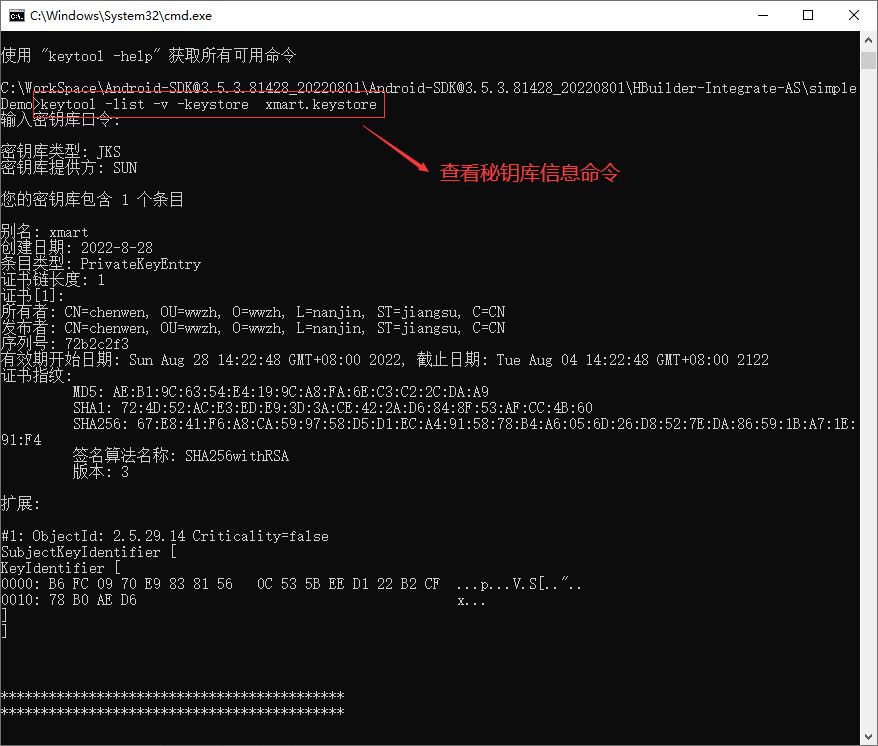 C:\Windows\System32\cmd.exe
使用 "keytool -help" 获取所有可用命令
C:\WorkSpace\Android-SDK@3.5.3.81428_20220801\Android-SDK@3.5.3.81428_20220801\HBuilder-Integrate-AS\simple
Demo>keytool -list -v -keystore  xmart.keystore
输入密钥库口令:
密钥库类型: JKS
密钥库提供方: SUN
查看秘钥库信息命令
您的密钥库包含 1 个条目
别名: xmart
创建日期: 2022-8-28
条目类型: PrivateKeyEntry
证书链长度: 1
证书[1]:
所有者: CN=chenwen, OU=wwzh, O=wwzh, L=nanjin, ST=jiangsu, C=CN
发布者: CN=chenwen, OU=wwzh, O=wwzh, L=nanjin, ST=jiangsu, C=CN
序列号: 72b2c2f3
有效期开始日期: Sun Aug 28 14:22:48 GMT+08:00 2022, 截止日期: Tue Aug 04 14:22:48 GMT+08:00 2122
证书指纹:
MD5: AE:B1:9C:63:54:E4:19:9C:A8:FA:6E:C3:C2:2C:DA:A9
SHA1: 72:4D:52:AC:E3:ED:E9:3D:3A:CE:42:2A:D6:84:8F:53:AF:CC:4B:60
SHA256: 67:E8:41:F6:A8:CA:59:97:58:D5:D1:EC:A4:91:58:78:B4:A6:05:6D:26:D8:52:7E:DA:86:59:1B:A7:1E:
91:F4
签名算法名称: SHA256withRSA
版本: 3
扩展:
#1: ObjectId: 2.5.29.14 Criticality=false
SubjectKeyIdentifier [
KeyIdentifier [
0000: B6 FC 09 70 E9 83 81 56   0C 53 5B EE D1 22 B2 CF  ...p...V.S[.."..
0010: 78 B0 AE D6                                        x...
]
]
*******************************************
*******************************************